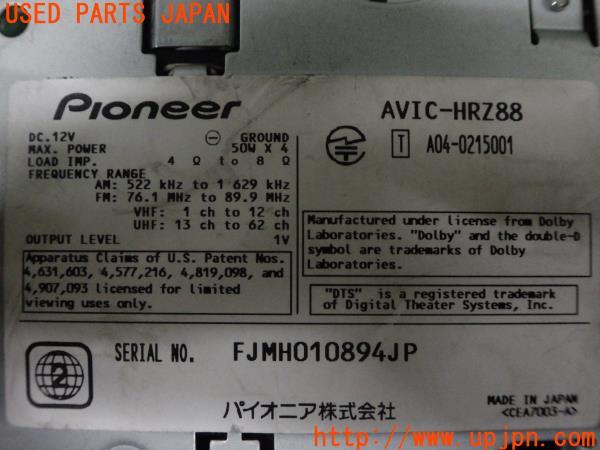 USED PARTS JAPAN
Pioneer
AVIC-HRZ88
DC.12V ⊖ GROUND
MAX. POWER 50W X 4
LOAD IMP. 4 Ω to 8 Ω
FREQUENCY RANGE
AM: 522 kHz to 1 629 kHz
FM: 76.1 MHz to 89.9 MHz
VHF: 1 ch to 12 ch
UHF: 13 ch to 62 ch
OUTPUT LEVEL 1V
T A04-0215001
Apparatus Claims of U.S. Patent Nos.
4,631,603, 4,577,216, 4,819,098, and
4,907,093 licensed for limited
viewing uses only.
Manufactured under license from Dolby
Laboratories. "Dolby" and the double-D
symbol are trademarks of Dolby
Laboratories.
"DTS" is a registered trademark
of Digital Theater Systems, Inc.
2
SERIAL NO. FJMH010894JP
パイオニア株式会社
MADE IN JAPAN
<CEA7003-A>
http://www.upjpn.com/